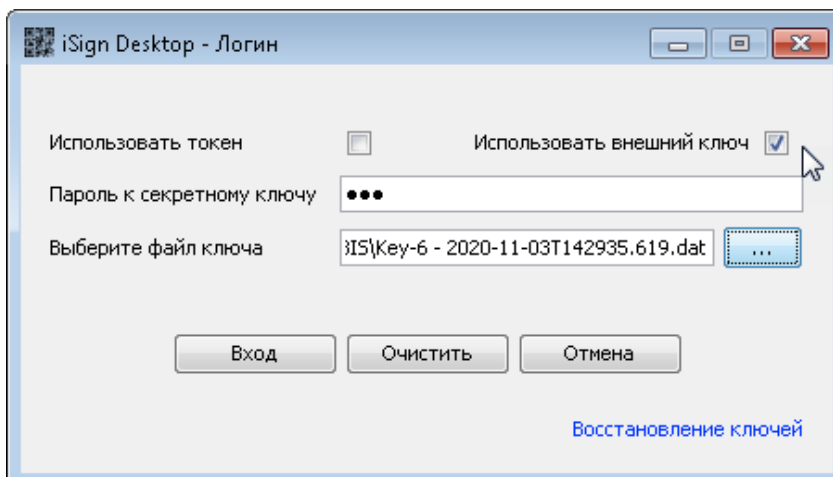 iSign Desktop - Логин
Использовать токен Использовать внешний ключ
Пароль к секретному ключу
Выберите файл ключа IS\Key-6 - 2020-11-03T142935.619.dat ...
Вход Очистить Отмена
Восстановление ключей